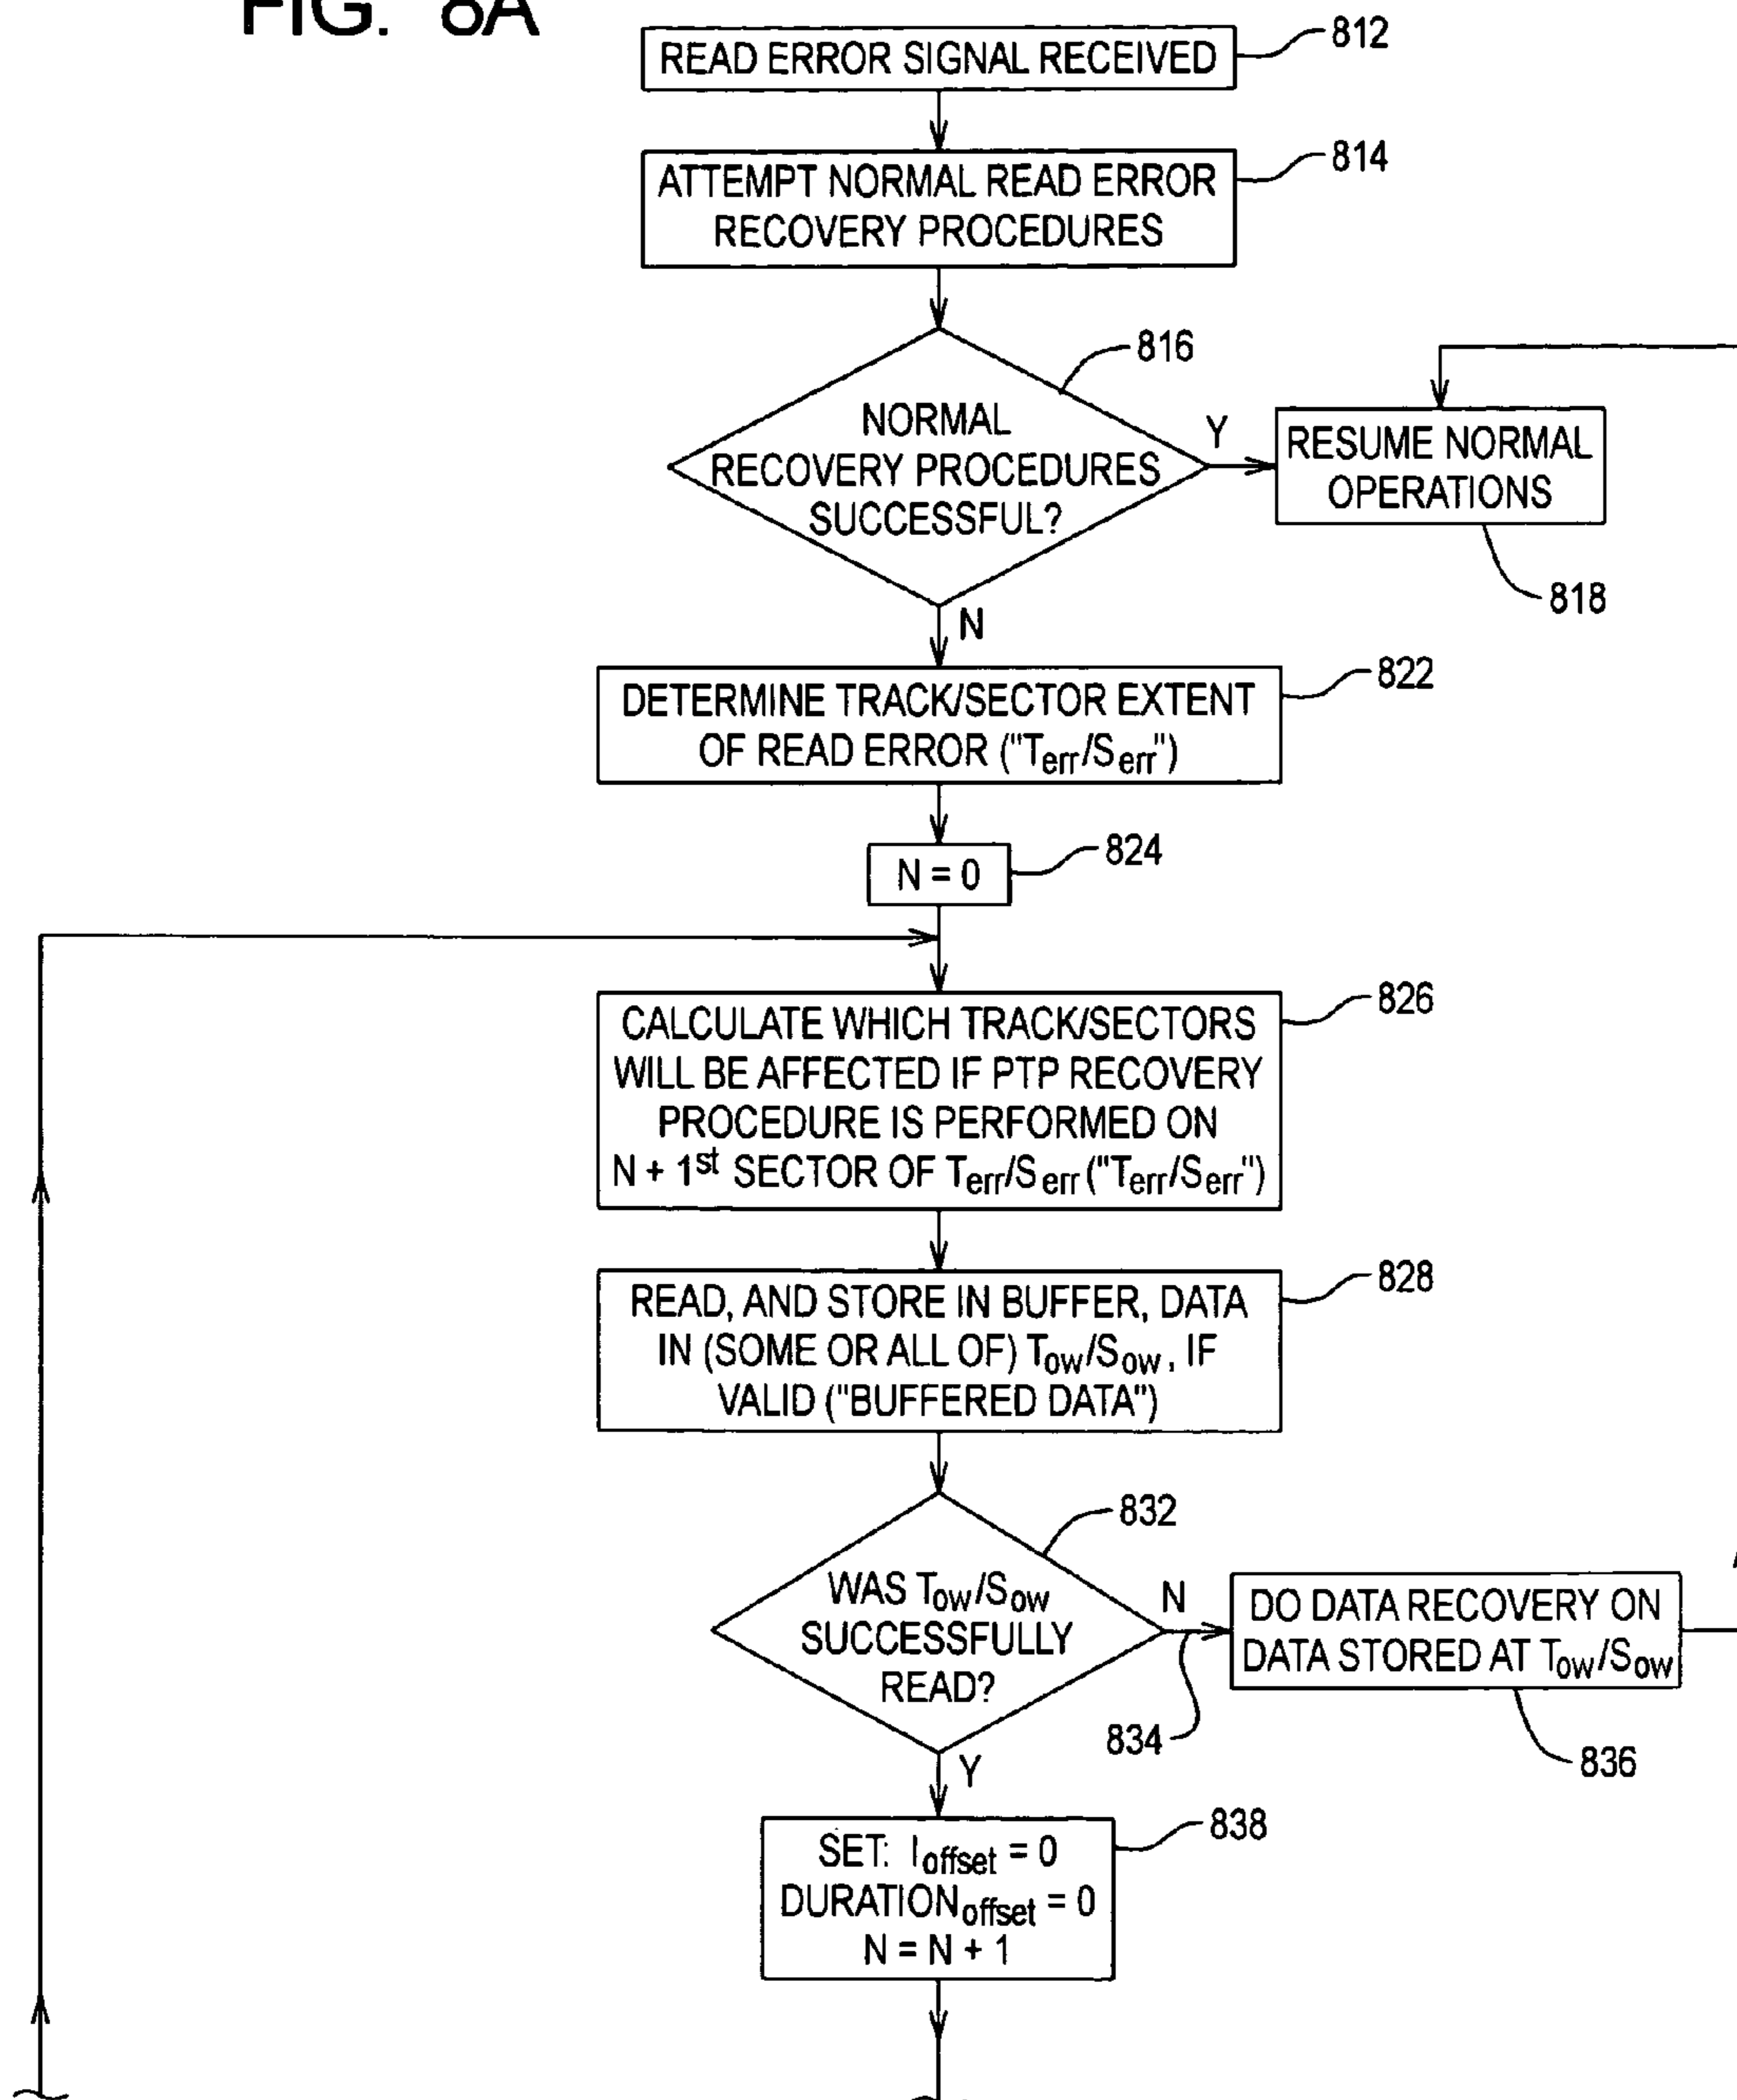 FIG. 8A
READ ERROR SIGNAL RECEIVED
812
ATTEMPT NORMAL READ ERROR
RECOVERY PROCEDURES
814
816
NORMAL
RECOVERY PROCEDURES
SUCCESSFUL?
Y
RESUME NORMAL
OPERATIONS
818
N
DETERMINE TRACK/SECTOR EXTENT
OF READ ERROR ("Terr/Serr")
822
N = 0
824
CALCULATE WHICH TRACK/SECTORS
WILL BE AFFECTED IF PTP RECOVERY
PROCEDURE IS PERFORMED ON
N + 1st SECTOR OF Terr/Serr ("Terr/Serr")
826
READ, AND STORE IN BUFFER, DATA
IN (SOME OR ALL OF) Tow/Sow, IF
VALID ("BUFFERED DATA")
828
832
WAS Tow/Sow
SUCCESSFULLY
READ?
N
834
DO DATA RECOVERY ON
DATA STORED AT Tow/Sow
836
Y
SET: Ioffset = 0
DURATIONoffset = 0
N = N + 1
838